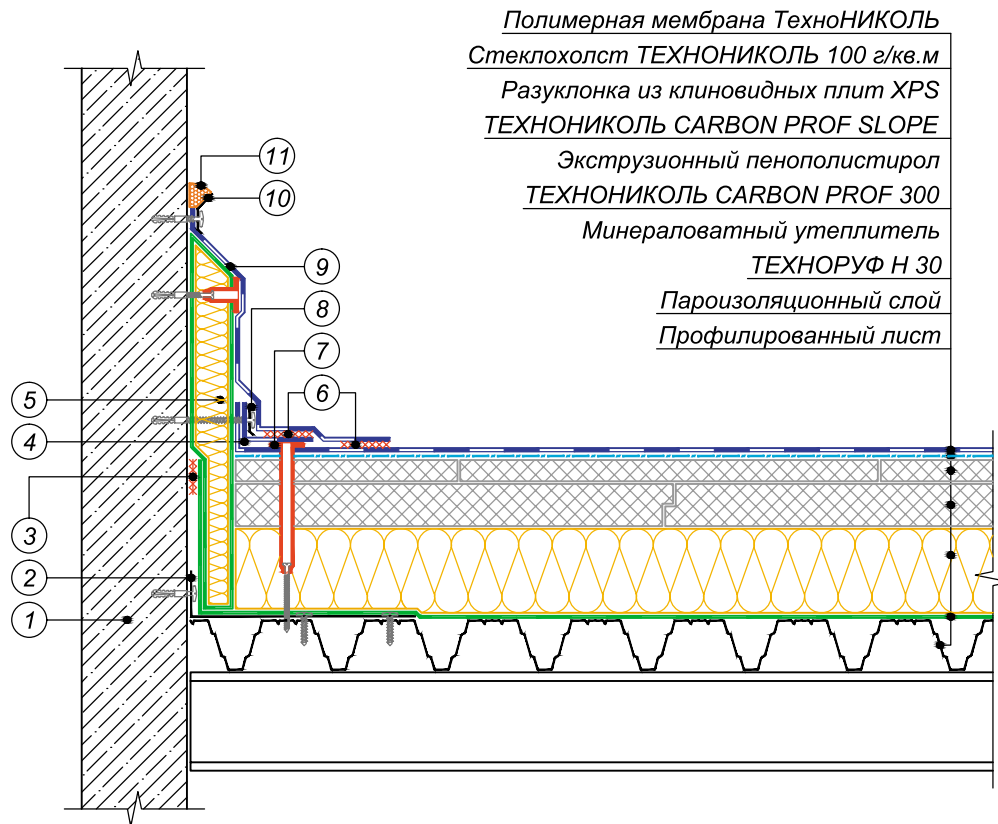 Полимерная мембрана ТехноНИКОЛЬ
Стеклохолст ТЕХНОНИКОЛЬ 100 г/кв.м
Разуклонка из клиновидных плит XPS
ТЕХНОНИКОЛЬ CARBON PROF SLOPE
Экструзионный пенополистирол
ТЕХНОНИКОЛЬ CARBON PROF 300
Минераловатный утеплитель
ТЕХНОРУФ Н 30
Пароизоляционный слой
Профилированный лист
11
10
9
8
7
6
5
4
3
2
1